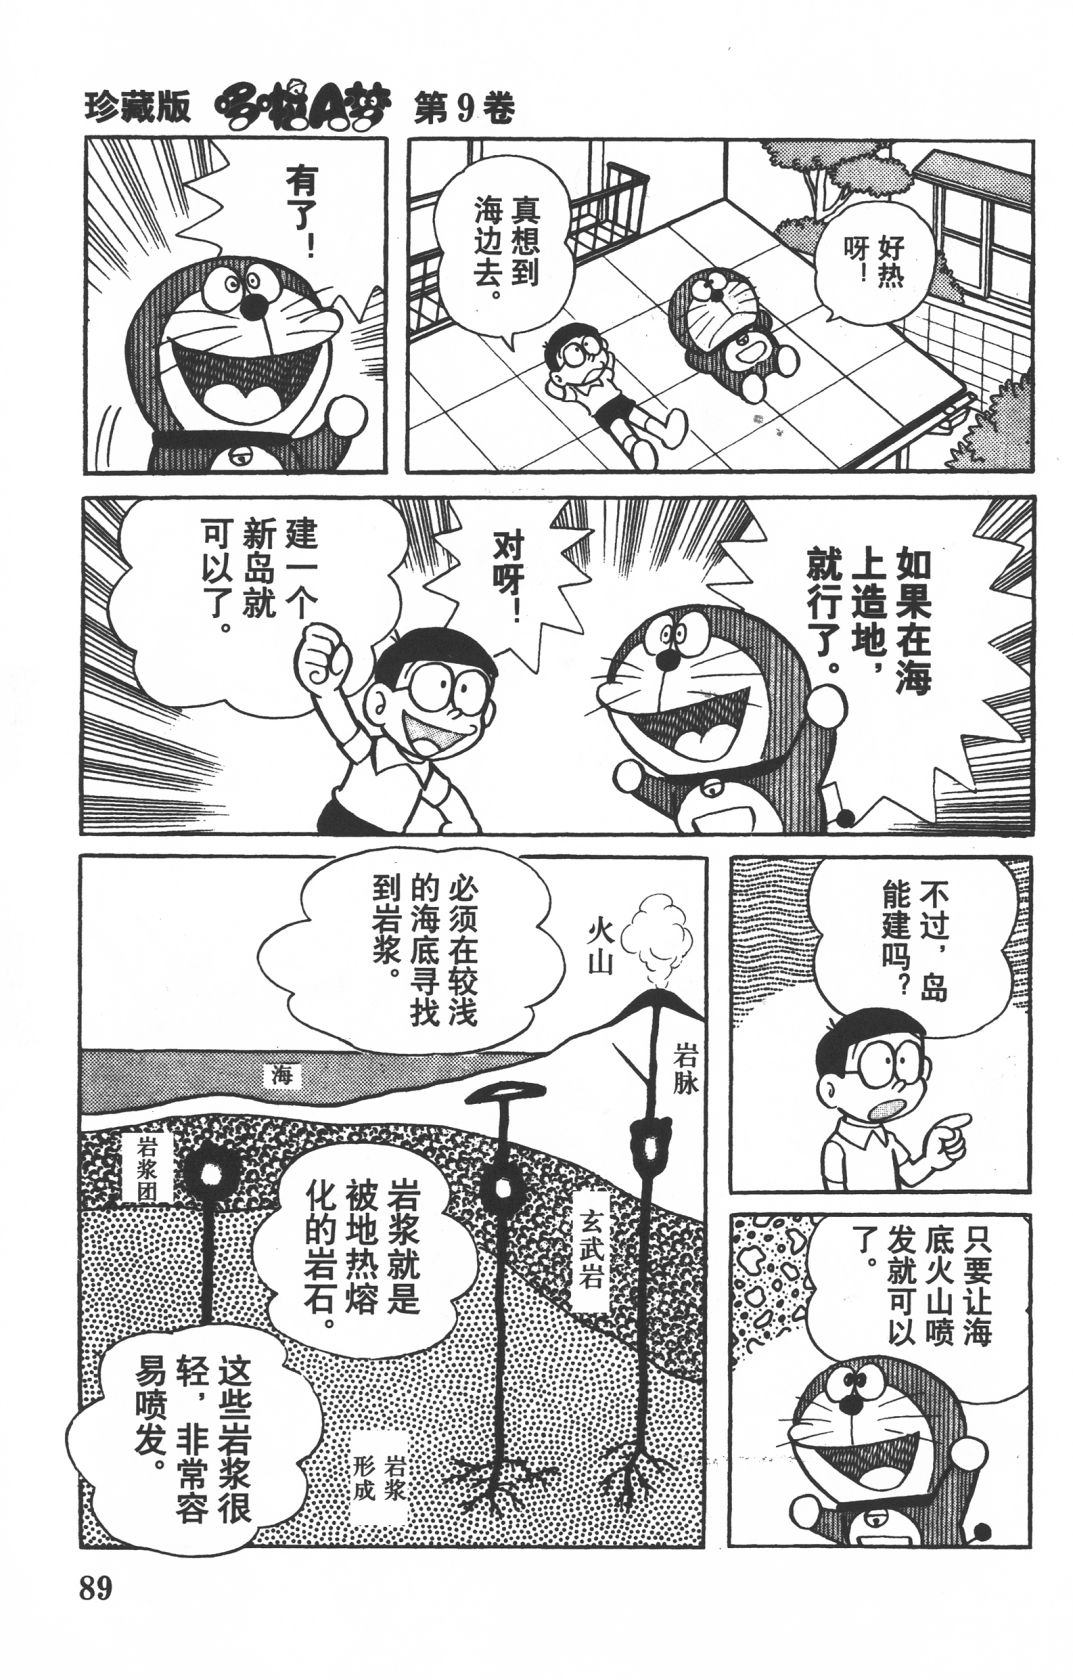 珍藏版 哆啦A梦 第9卷
好热
呀！
真想到
海边去。
有了！
如果在海
上造地，
就行了。
对呀！
建一个
新岛就
可以了。
不过，岛
能建吗？
只要让海
底火山喷
发就可以
了。
必须在较浅
的海底寻找
到岩浆。
火山
岩脉
海
岩浆团
玄武岩
岩浆就是
被地热熔
化的岩石。
这些岩浆很
轻，非常容
易喷发。
岩浆
形成
89